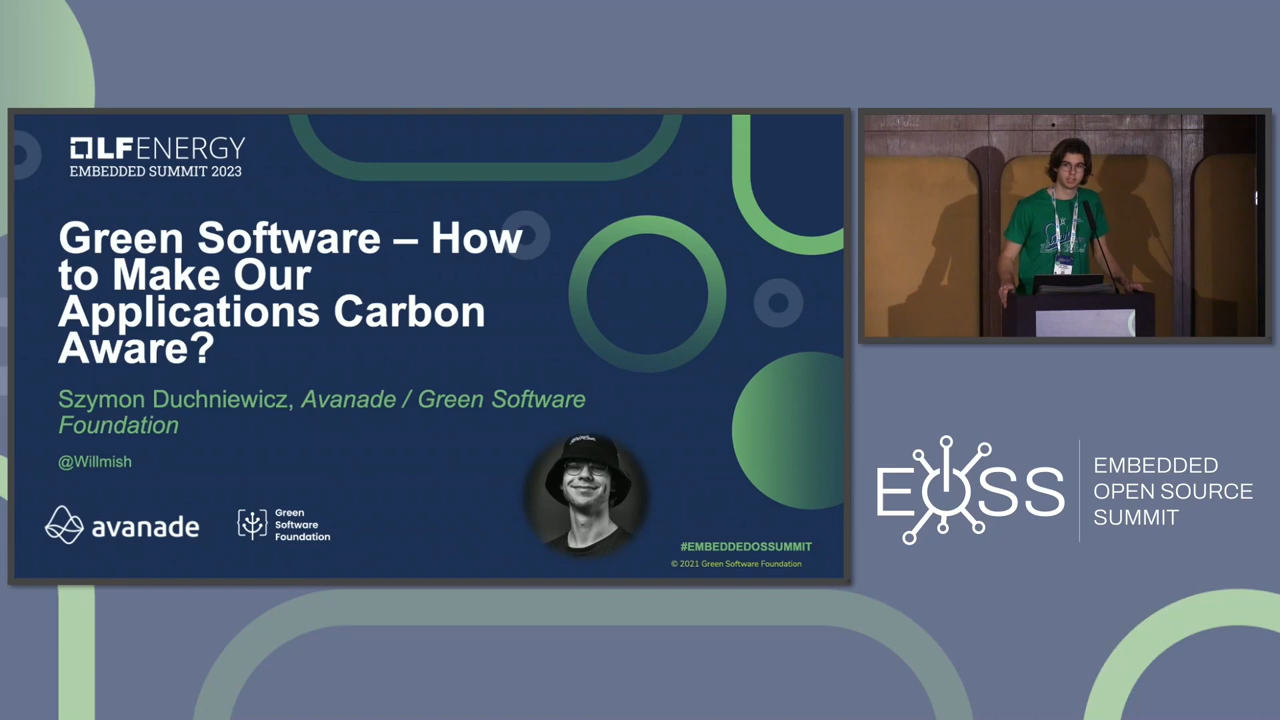 LFENERGY
EMBEDDED SUMMIT 2023
Green Software – How
to Make Our
Applications Carbon
Aware?
Szymon Duchniewicz, Avanade / Green Software
Foundation
@Willmish
avanade
Green
Software
Foundation
#EMBEDDEDOSSUMMIT
© 2021 Green Software Foundation
EOSS
EMBEDDED
OPEN SOURCE
SUMMIT